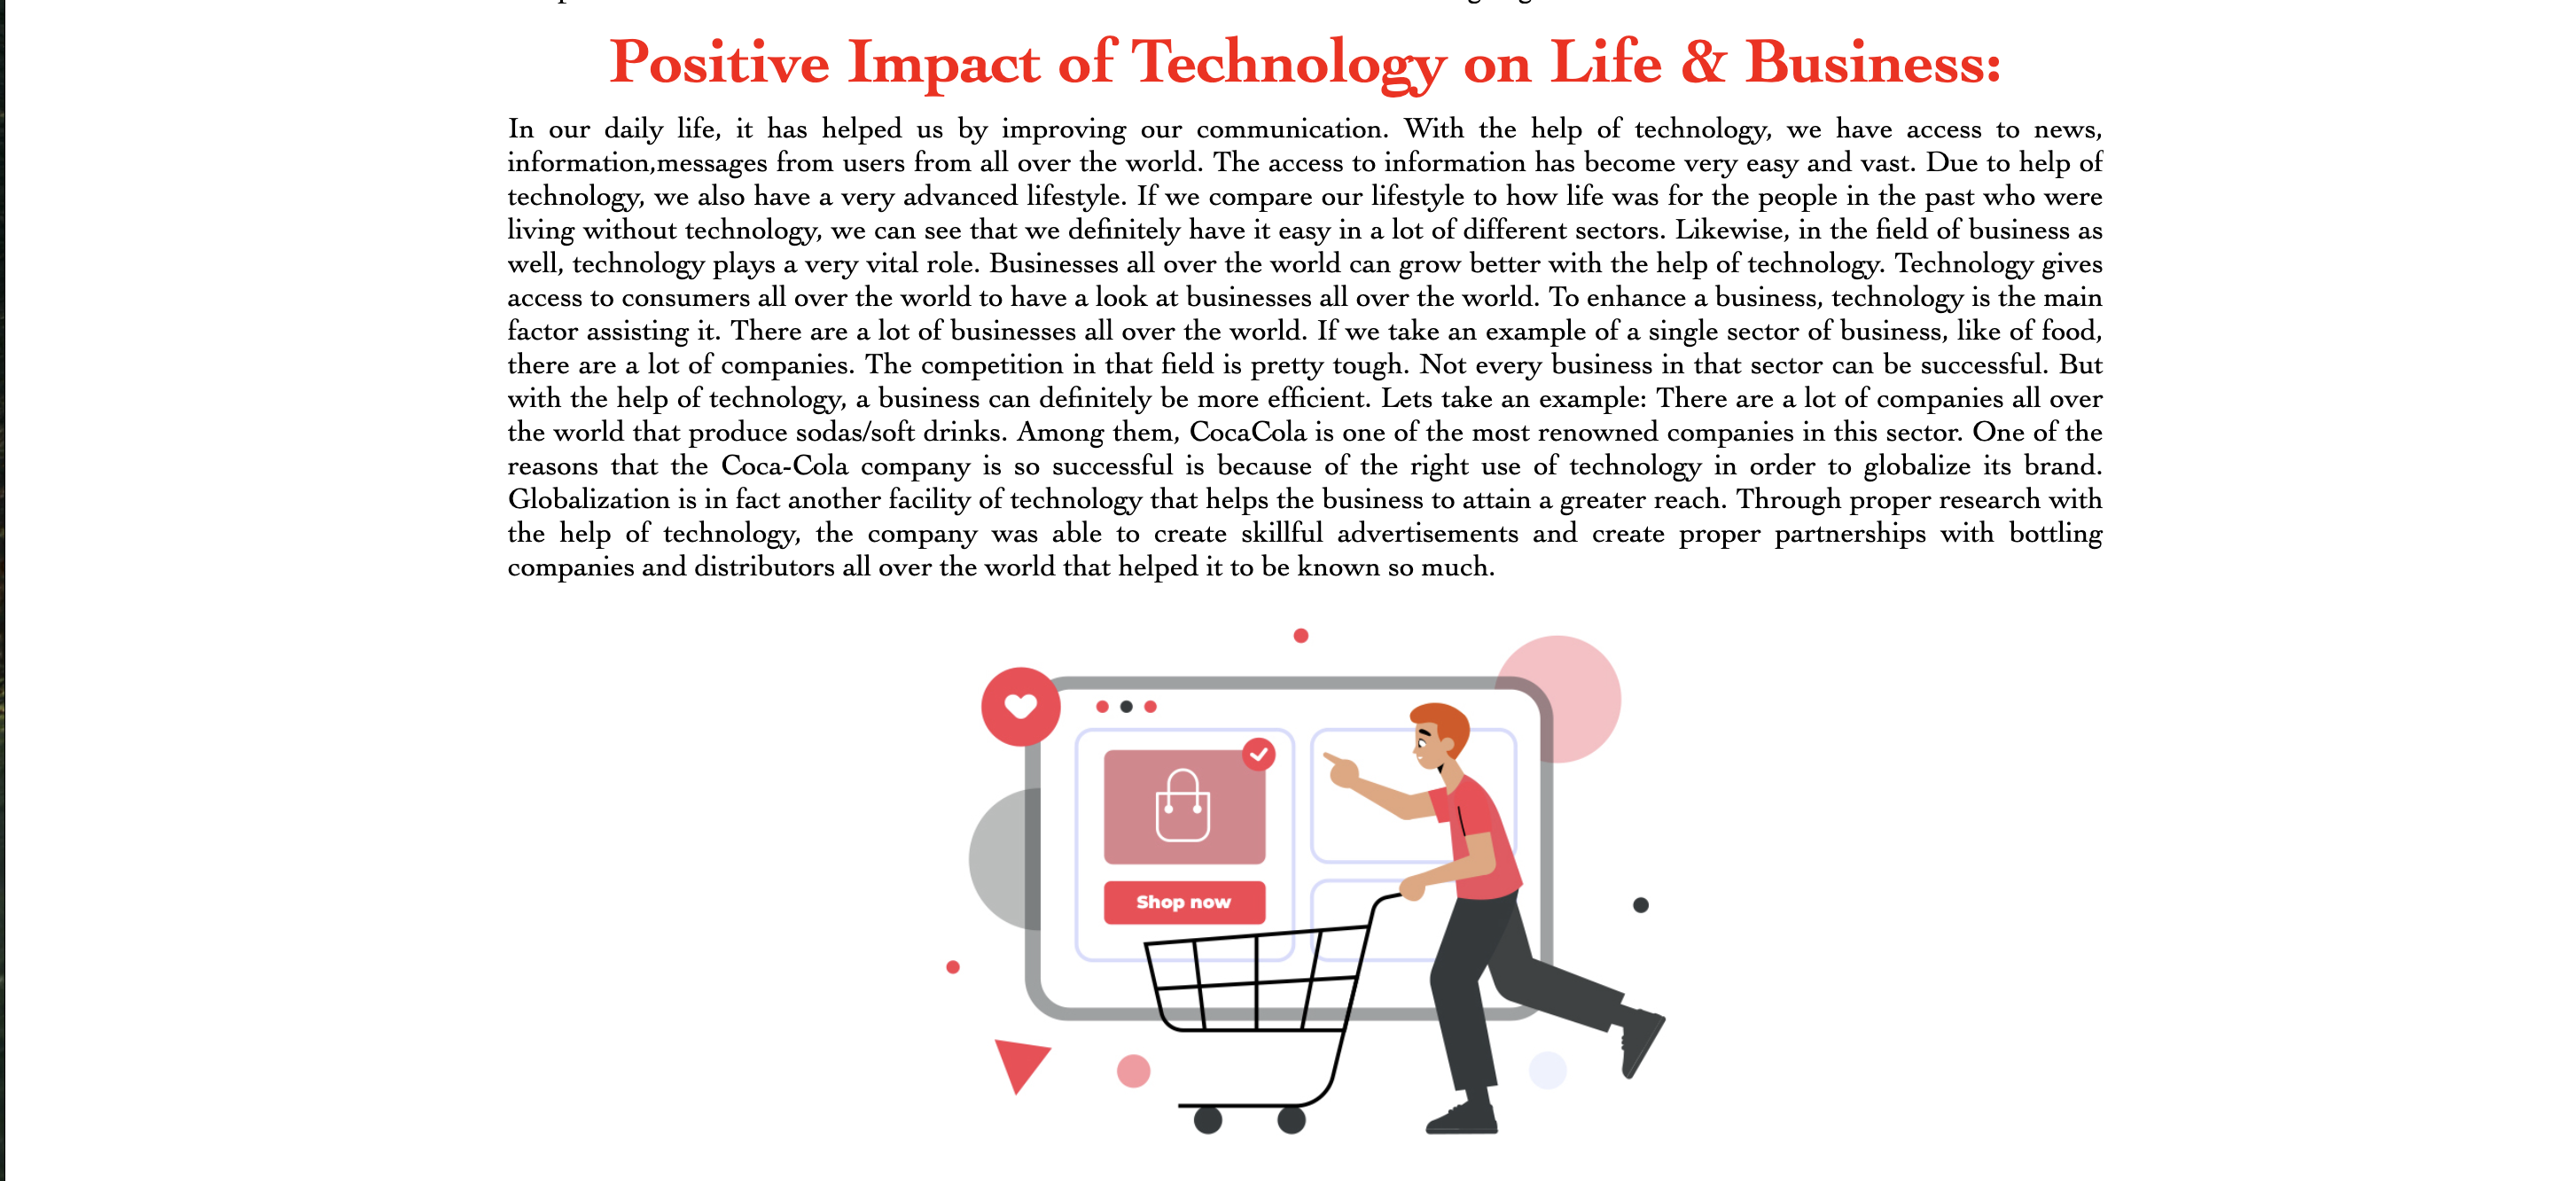 Positive Impact of Technology on Life & Business:
In our daily life, it has helped us by improving our communication. With the help of technology, we have access to news,
information,messages from users from all over the world. The access to information has become very easy and vast. Due to help of
technology, we also have a very advanced lifestyle. If we compare our lifestyle to how life was for the people in the past who were
living without technology, we can see that we definitely have it easy in a lot of different sectors. Likewise, in the field of business as
well, technology plays a very vital role. Businesses all over the world can grow better with the help of technology. Technology gives
access to consumers all over the world to have a look at businesses all over the world. To enhance a business, technology is the main
factor assisting it. There are a lot of businesses all over the world. If we take an example of a single sector of business, like of food,
there are a lot of companies. The competition in that field is pretty tough. Not every business in that sector can be successful. But
with the help of technology, a business can definitely be more efficient. Lets take an example: There are a lot of companies all over
the world that produce sodas/soft drinks. Among them, CocaCola is one of the most renowned companies in this sector. One of the
reasons that the Coca-Cola company is so successful is because of the right use of technology in order to globalize its brand.
Globalization is in fact another facility of technology that helps the business to attain a greater reach. Through proper research with
the help of technology, the company was able to create skillful advertisements and create proper partnerships with bottling
companies and distributors all over the world that helped it to be known so much.
Shop now